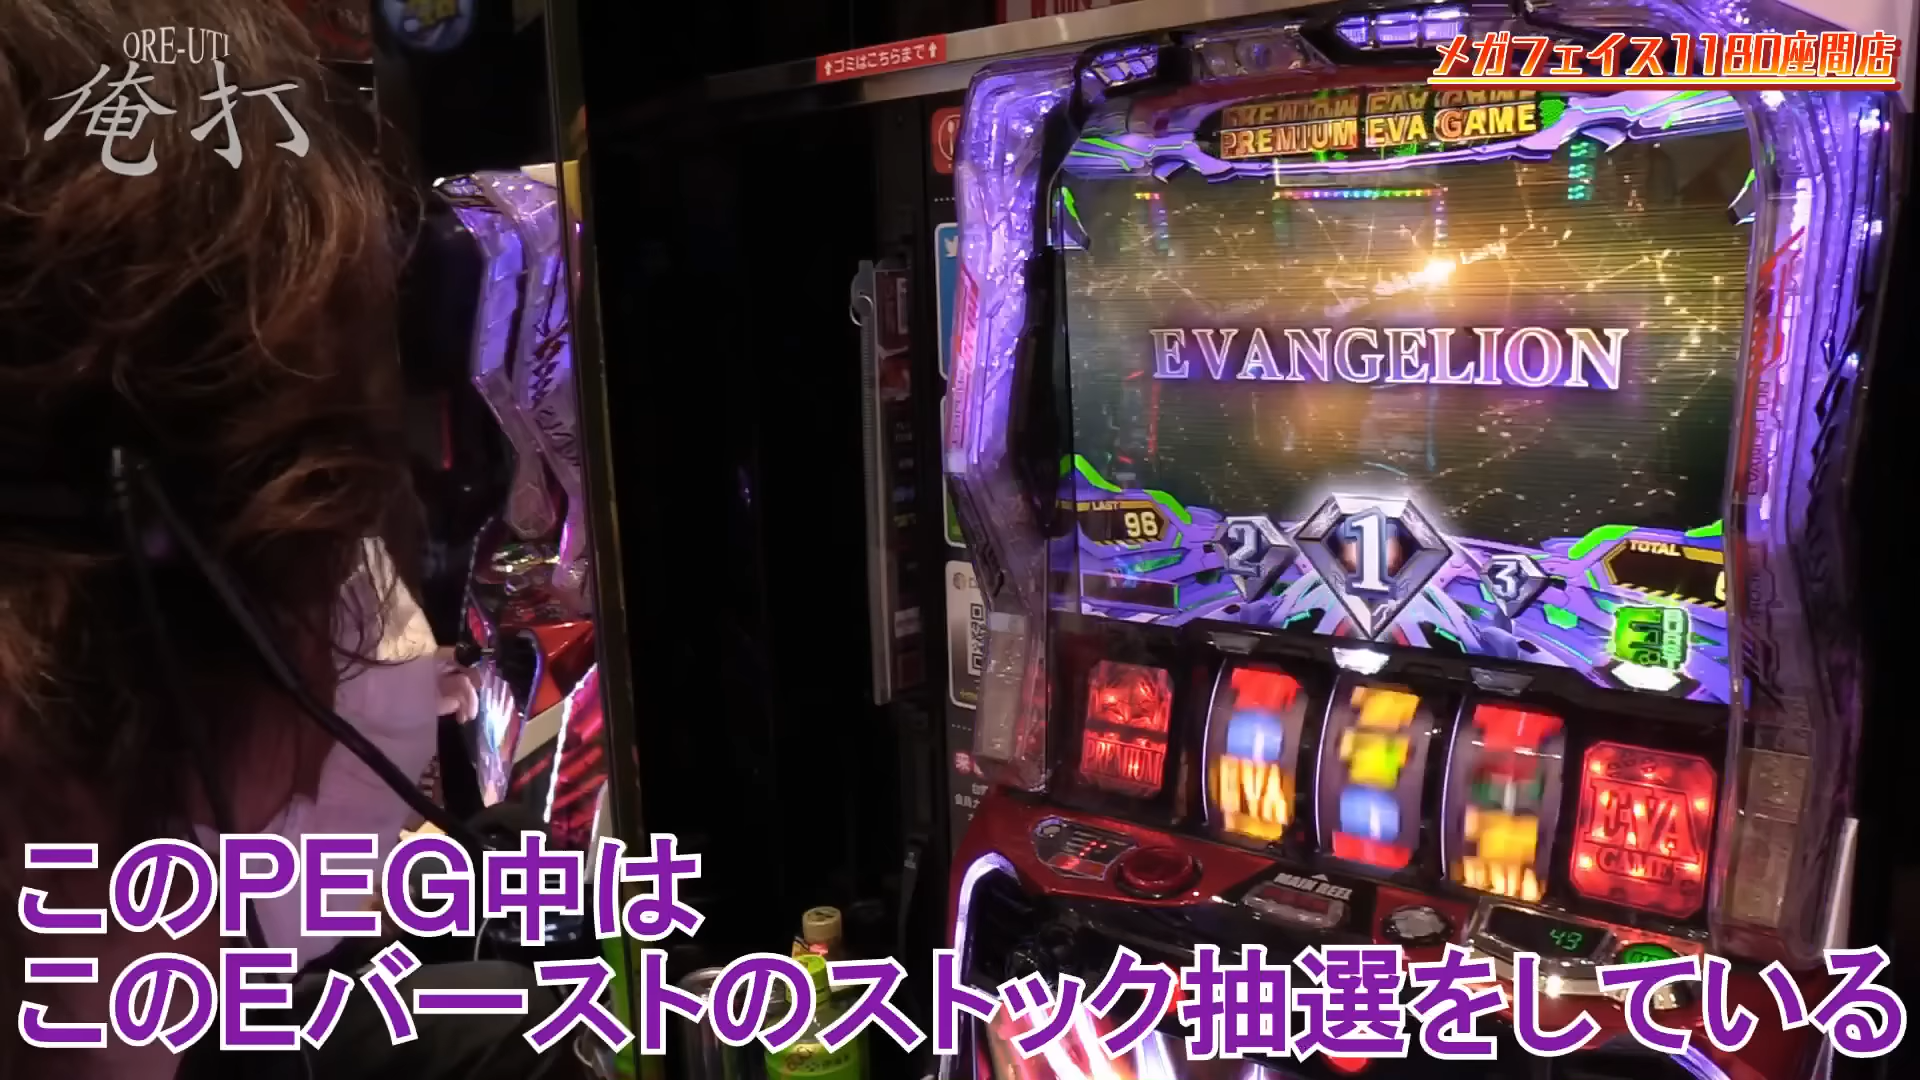 ORE-UTI
俺打
メガフェイス1180座間店
⬆ゴミはこちらまで⬆
PREMIUM EVA GAME
EVANGELION
LAST
96
2
1
3
TOTAL
PREMIUM
EVA
EVA
GAME
MAIN REEL
49
このPEG中は
このEバーストのストック抽選をしている